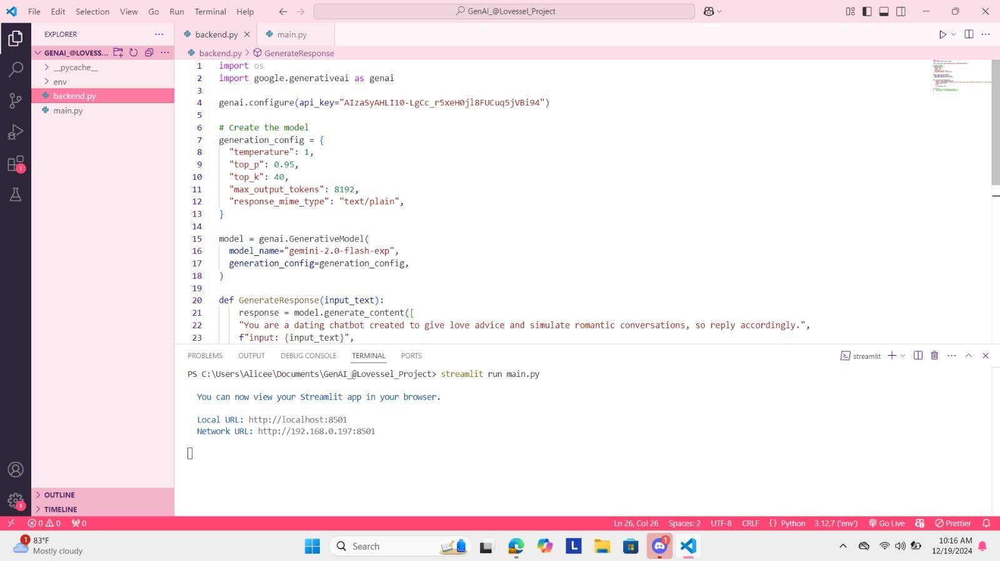 File Edit Selection View Go Run Terminal Help
GenAI_@Lovessel_Project
EXPLORER
GENAI_@LOVESS...
__pycache__
env
backend.py
main.py
OUTLINE
TIMELINE
backend.py
main.py
backend.py > GenerateResponse
1 import os
2 import google.generativeai as genai
3
4 genai.configure(api_key="AIzaSyAHLI10-LgCc_r5xeH0jl8FUCuq5jVBi94")
5
6 # Create the model
7 generation_config = {
8 "temperature": 1,
9 "top_p": 0.95,
10 "top_k": 40,
11 "max_output_tokens": 8192,
12 "response_mime_type": "text/plain",
13 }
14
15 model = genai.GenerativeModel(
16 model_name="gemini-2.0-flash-exp",
17 generation_config=generation_config,
18 )
19
20 def GenerateResponse(input_text):
21 response = model.generate_content([
22 "You are a dating chatbot created to give love advice and simulate romantic conversations, so reply accordingly.",
23 f"input: {input_text}",
PROBLEMS OUTPUT DEBUG CONSOLE TERMINAL PORTS
streamlit
PS C:\Users\Alicee\Documents\GenAI_@Lovessel_Project> streamlit run main.py
You can now view your Streamlit app in your browser.
Local URL: http://localhost:8501
Network URL: http://192.168.0.197:8501
1
1
0 0 0
Ln 26, Col 26 Spaces: 2 UTF-8 CRLF {} Python 3.12.7 ('env') Go Live Prettier
1
83°F
Mostly cloudy
Search
L
1
10:16 AM
12/19/2024